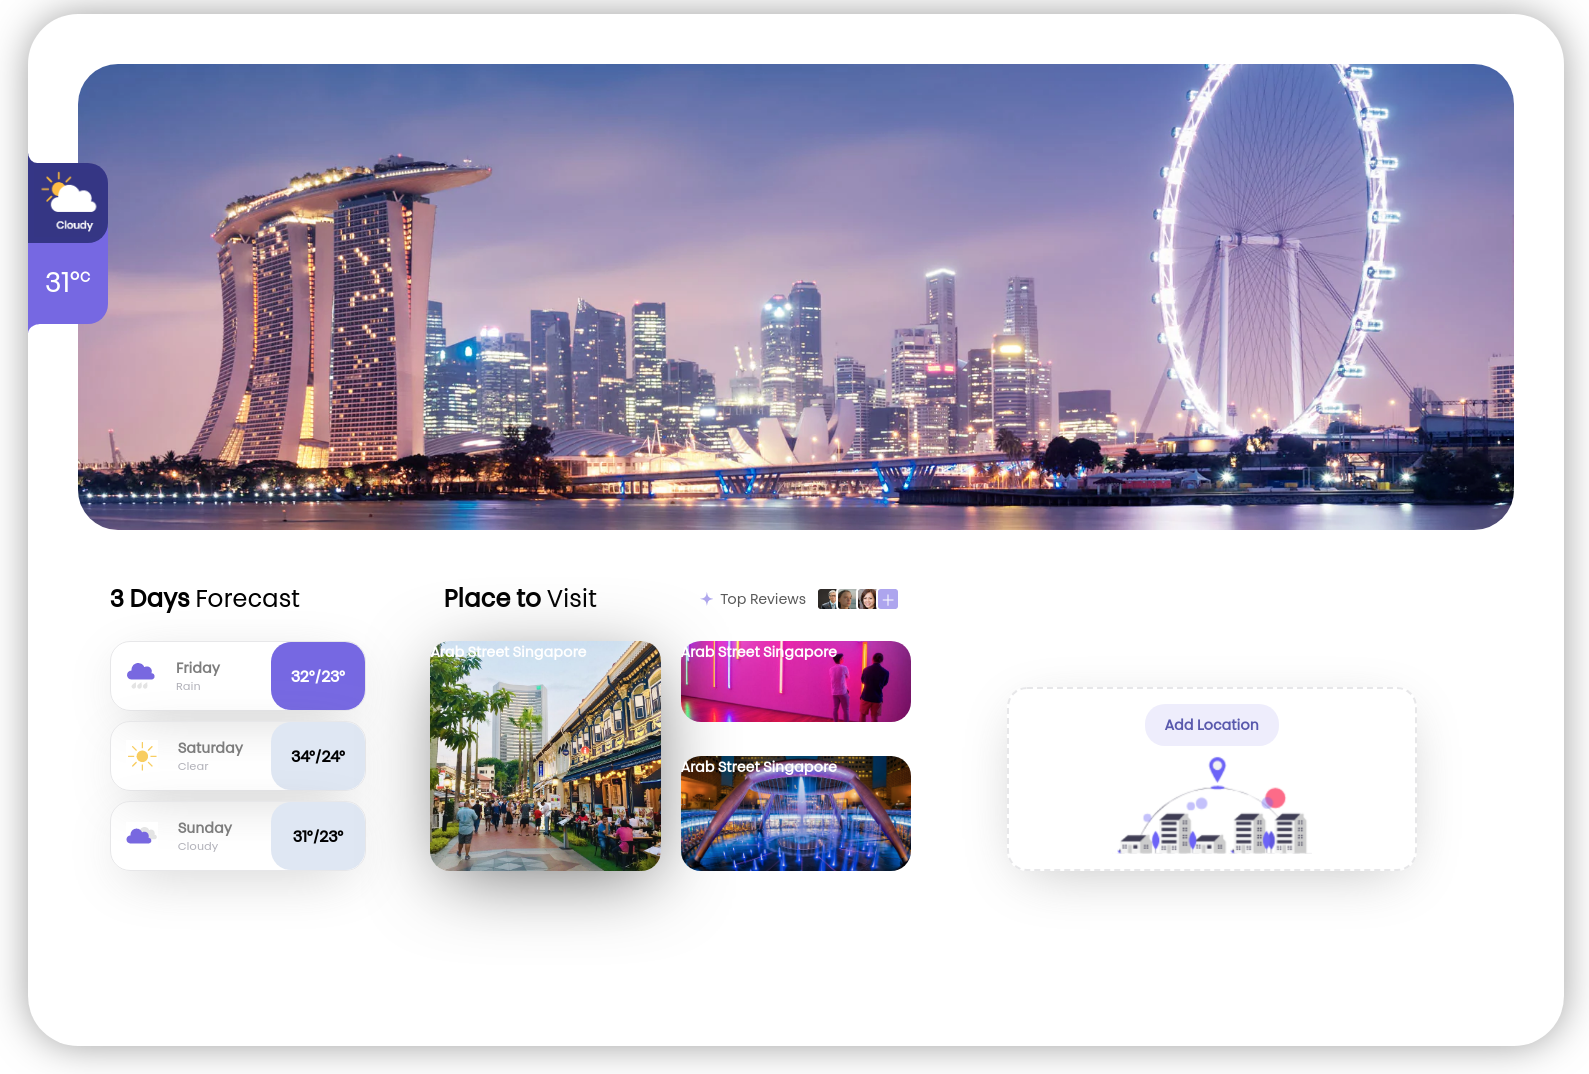 Cloudy
31°C
3 Days Forecast
Friday
Rain
32°/23°
Saturday
Clear
34°/24°
Sunday
Cloudy
31°/23°
Place to Visit
Top Reviews
Arab Street Singapore
Arab Street Singapore
Arab Street Singapore
Add Location